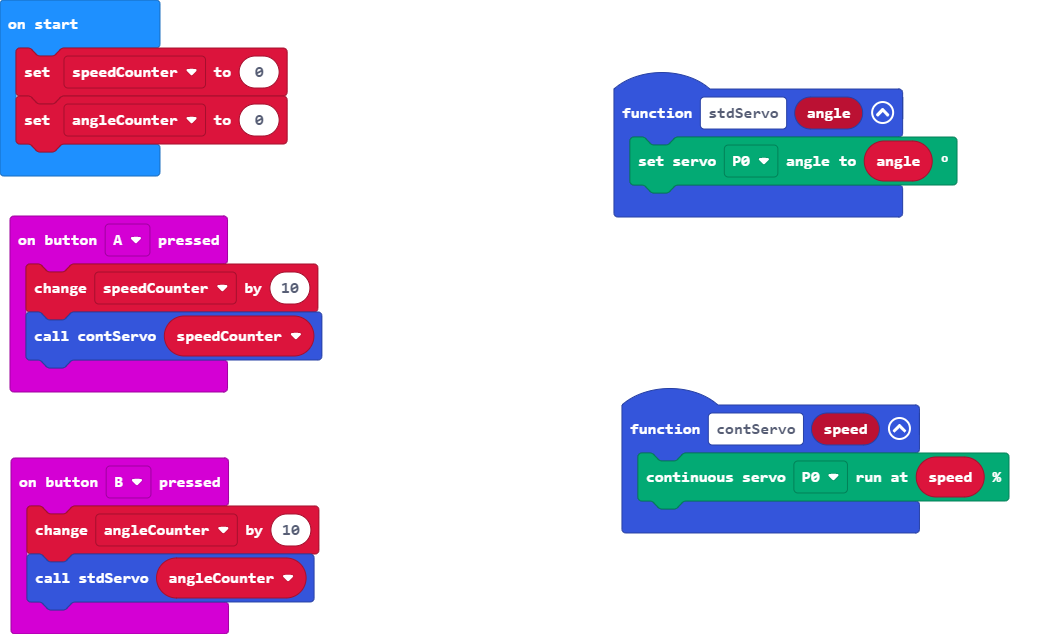 on start
set speedCounter to 0
set angleCounter to 0
on button A pressed
change speedCounter by 10
call contServo speedCounter
on button B pressed
change angleCounter by 10
call stdServo angleCounter
function stdServo angle
set servo P0 angle to angle °
function contServo speed
continuous servo P0 run at speed %